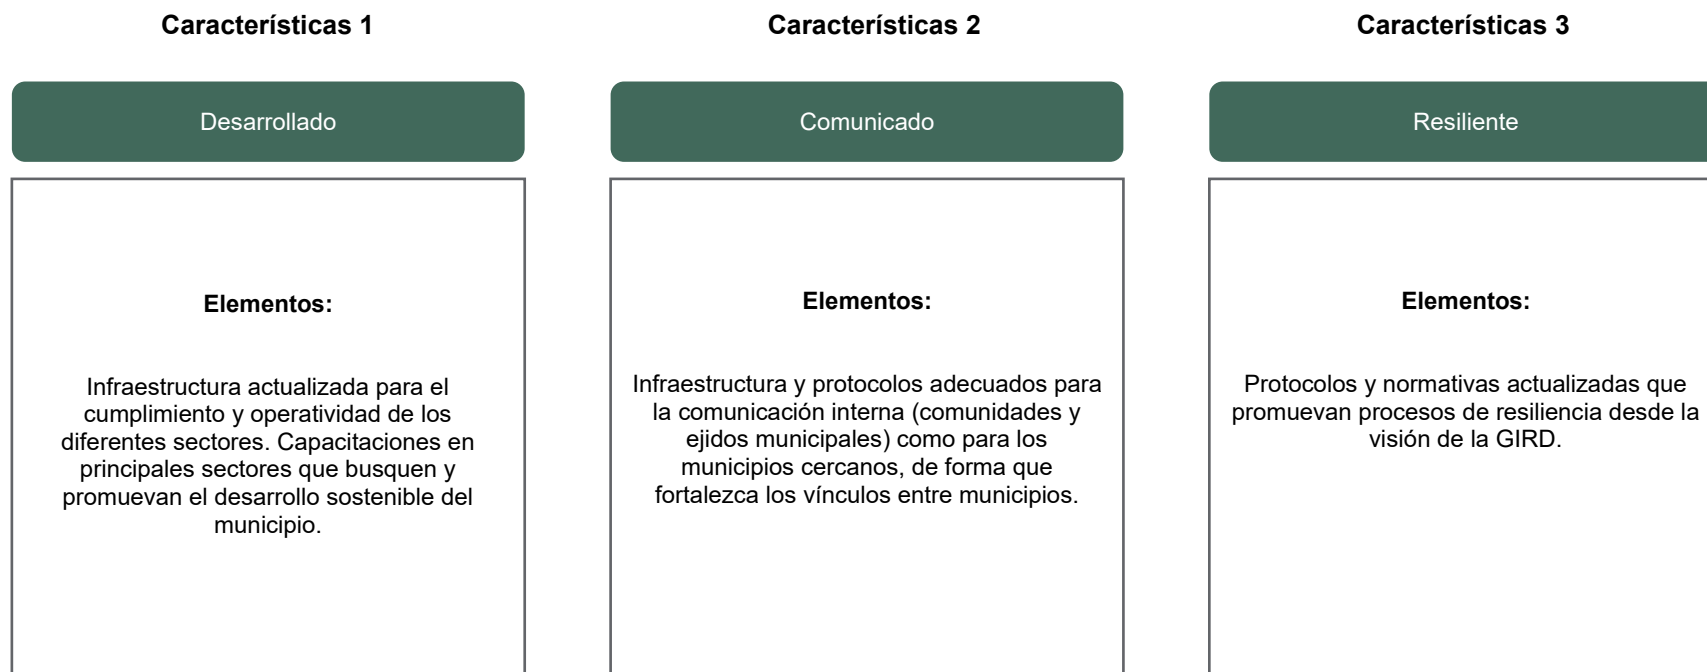 Características 1
Desarrollado
Elementos:
Infraestructura actualizada para el
cumplimiento y operatividad de los
diferentes sectores. Capacitaciones en
principales sectores que busquen y
promuevan el desarrollo sostenible del
municipio.
Características 2
Comunicado
Elementos:
Infraestructura y protocolos adecuados para
la comunicación interna (comunidades y
ejidos municipales) como para los
municipios cercanos, de forma que
fortalezca los vínculos entre municipios.
Características 3
Resiliente
Elementos:
Protocolos y normativas actualizadas que
promuevan procesos de resiliencia desde la
visión de la GIRD.